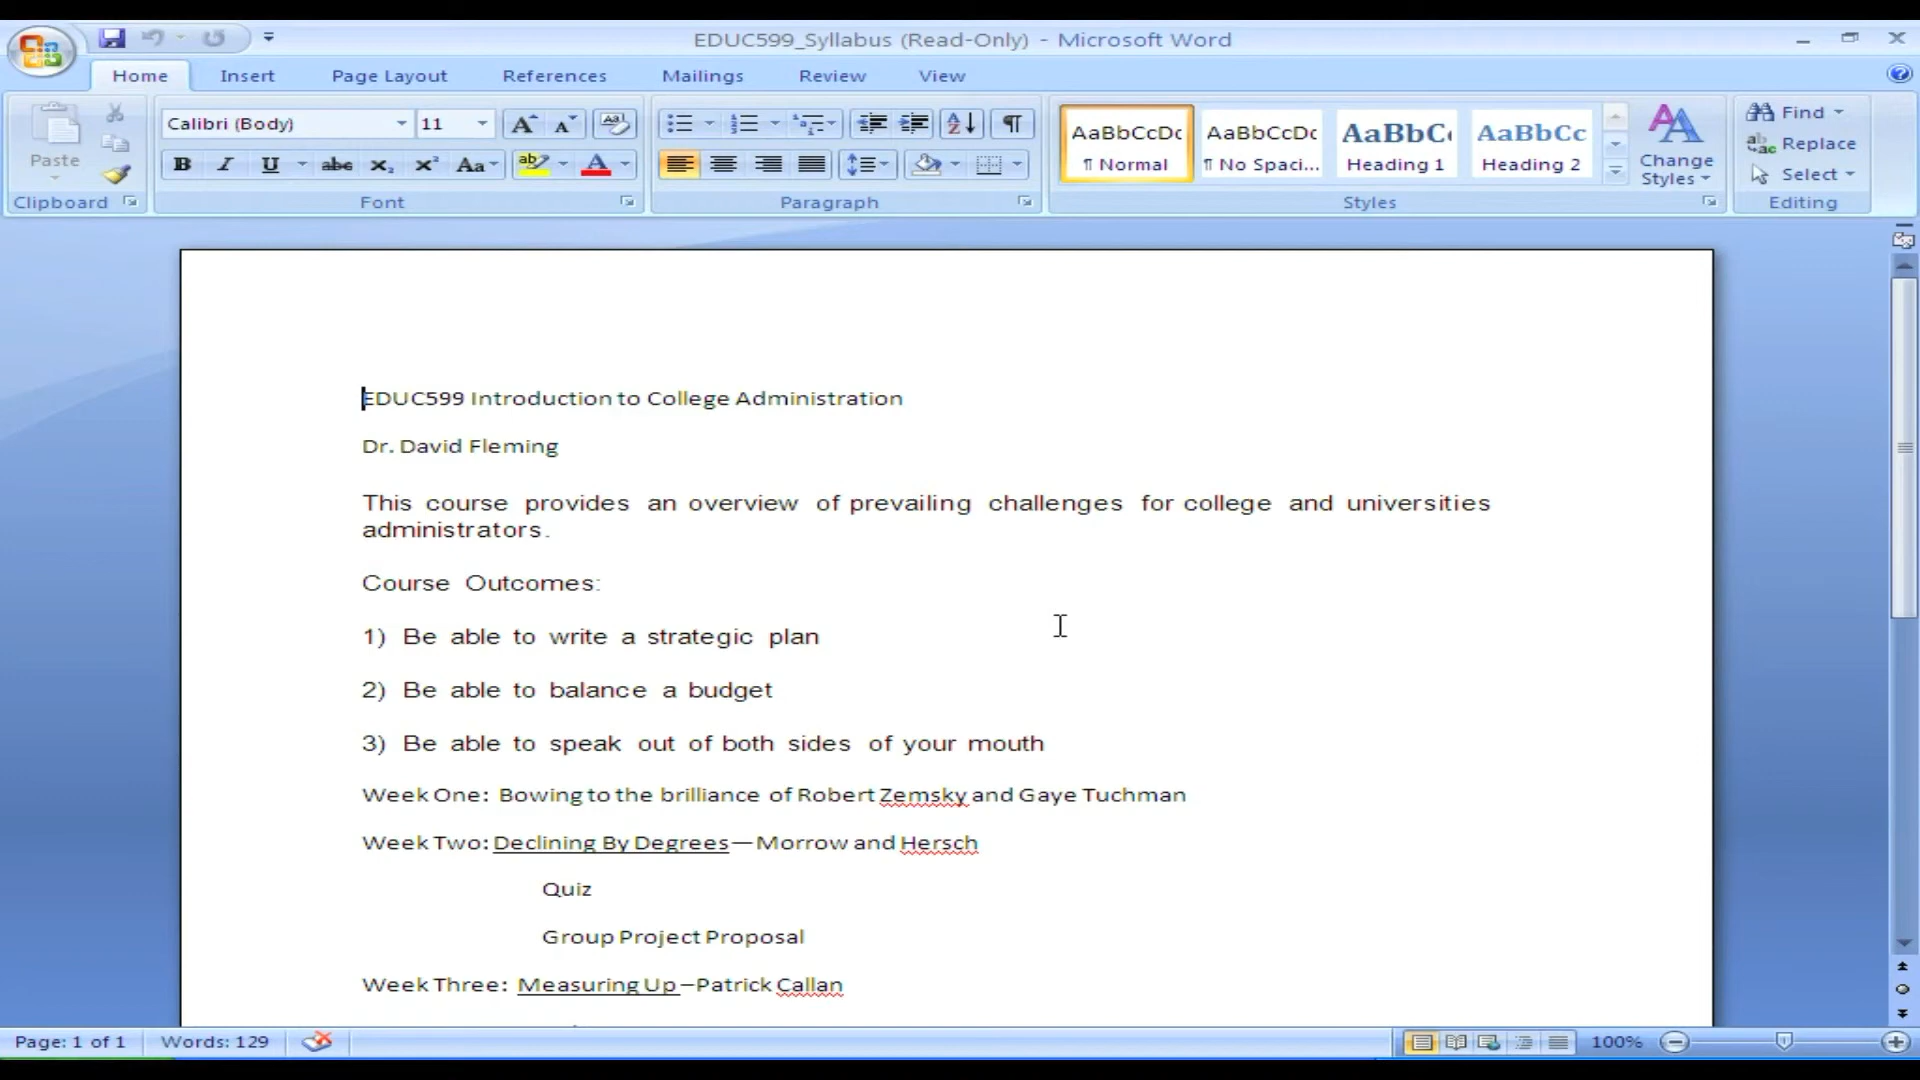 EDUC599_Syllabus (Read-Only) - Microsoft Word
Home Insert Page Layout References Mailings Review View
Calibri (Body) 11
Paste
Clipboard
B I U abc x₂ x² Aa ab A
Font
Paragraph
AaBbCcDc AaBbCcDc AaBbC AaBbCc
¶ Normal ¶ No Spaci... Heading 1 Heading 2
Change
Styles
Styles
Find
Replace
Select
Editing
EDUC599 Introduction to College Administration
Dr. David Fleming
This course provides an overview of prevailing challenges for college and universities
administrators.
Course Outcomes:
1) Be able to write a strategic plan
2) Be able to balance a budget
3) Be able to speak out of both sides of your mouth
Week One: Bowing to the brilliance of Robert Zemsky and Gaye Tuchman
Week Two: Declining By Degrees—Morrow and Hersch
Quiz
Group Project Proposal
Week Three: Measuring Up –Patrick Callan
Page: 1 of 1 Words: 129 100%